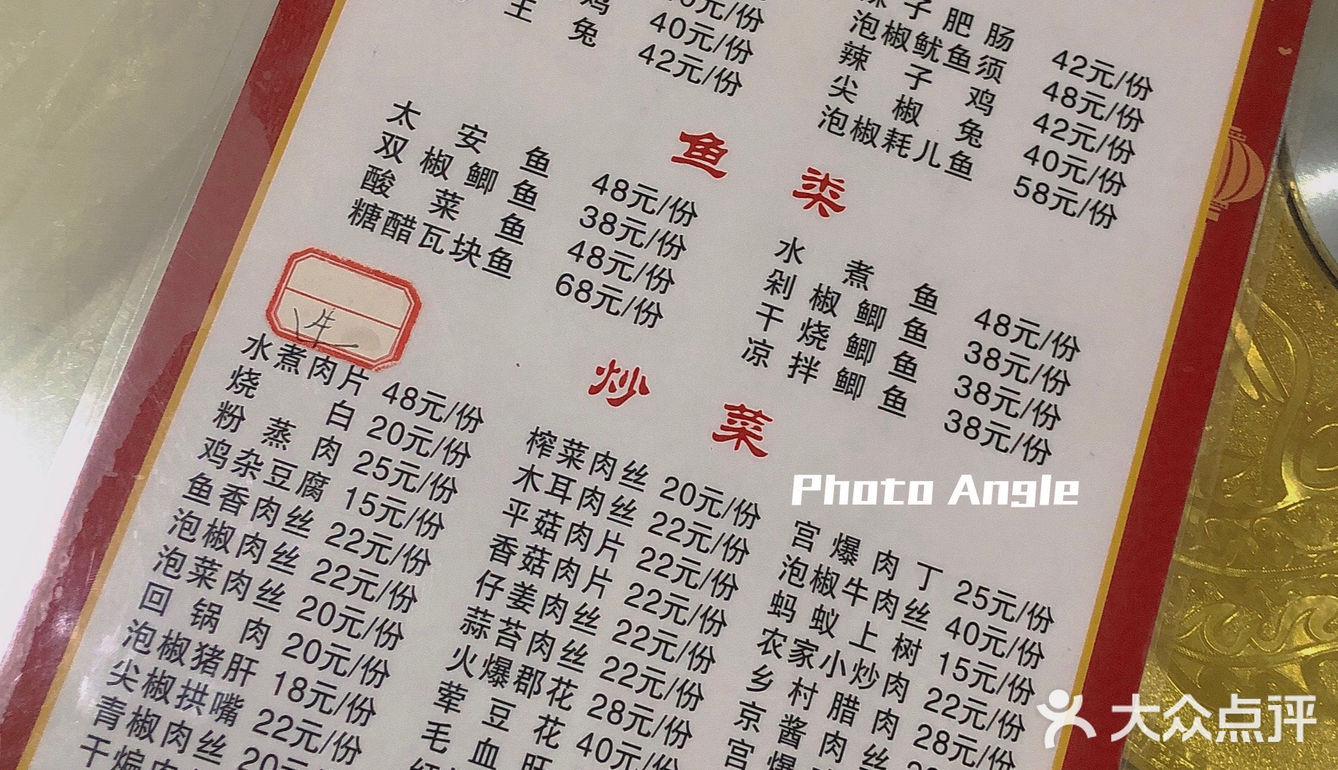 鸡 40元/份
兔 42元/份
子肥肠 42元/份
泡椒鱿鱼须 48元/份
辣子鸡 42元/份
尖椒兔 40元/份
泡椒耗儿鱼 58元/份
鱼菜
太安鱼 48元/份
双椒鲫鱼 38元/份
酸菜鱼 48元/份
糖醋瓦块鱼 68元/份
水煮鱼 48元/份
剁椒鲫鱼 38元/份
干烧鲫鱼 38元/份
凉拌鲫鱼 38元/份
牛
炒菜
水煮肉片 48元/份
烧白 20元/份
粉蒸肉 25元/份
鸡杂豆腐 15元/份
鱼香肉丝 22元/份
泡椒肉丝 22元/份
泡菜肉丝 20元/份
回锅肉 20元/份
泡椒猪肝 18元/份
尖椒拱嘴 22元/份
青椒肉丝 20元/
干煸
榨菜肉丝 20元/份
木耳肉丝 22元/份
平菇肉片 22元/份
香菇肉片 22元/份
仔姜肉丝 22元/份
蒜苔肉丝 22元/份
火爆郡花 28元/份
荤豆花 40元/份
毛血旺
宫爆肉丁 25元/份
泡椒牛肉丝 40元/份
蚂蚁上树 15元/份
农家小炒肉 22元/份
乡村腊肉 28元/份
京酱肉丝
宫爆
Photo Angle
大众点评